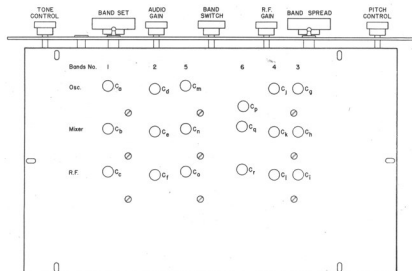 TONE CONTROL BAND SET AUDIO GAIN BAND SWITCH R.F. GAIN BAND SPREAD PITCH CONTROL
Bands No. 1 2 5 6 4 3
Osc. Ca Cd Cm Cj Cg
Cp
Mixer Cb Ce Cn Cq Ck Ch
R.F. Cc Cf Co Cr Cl Ci